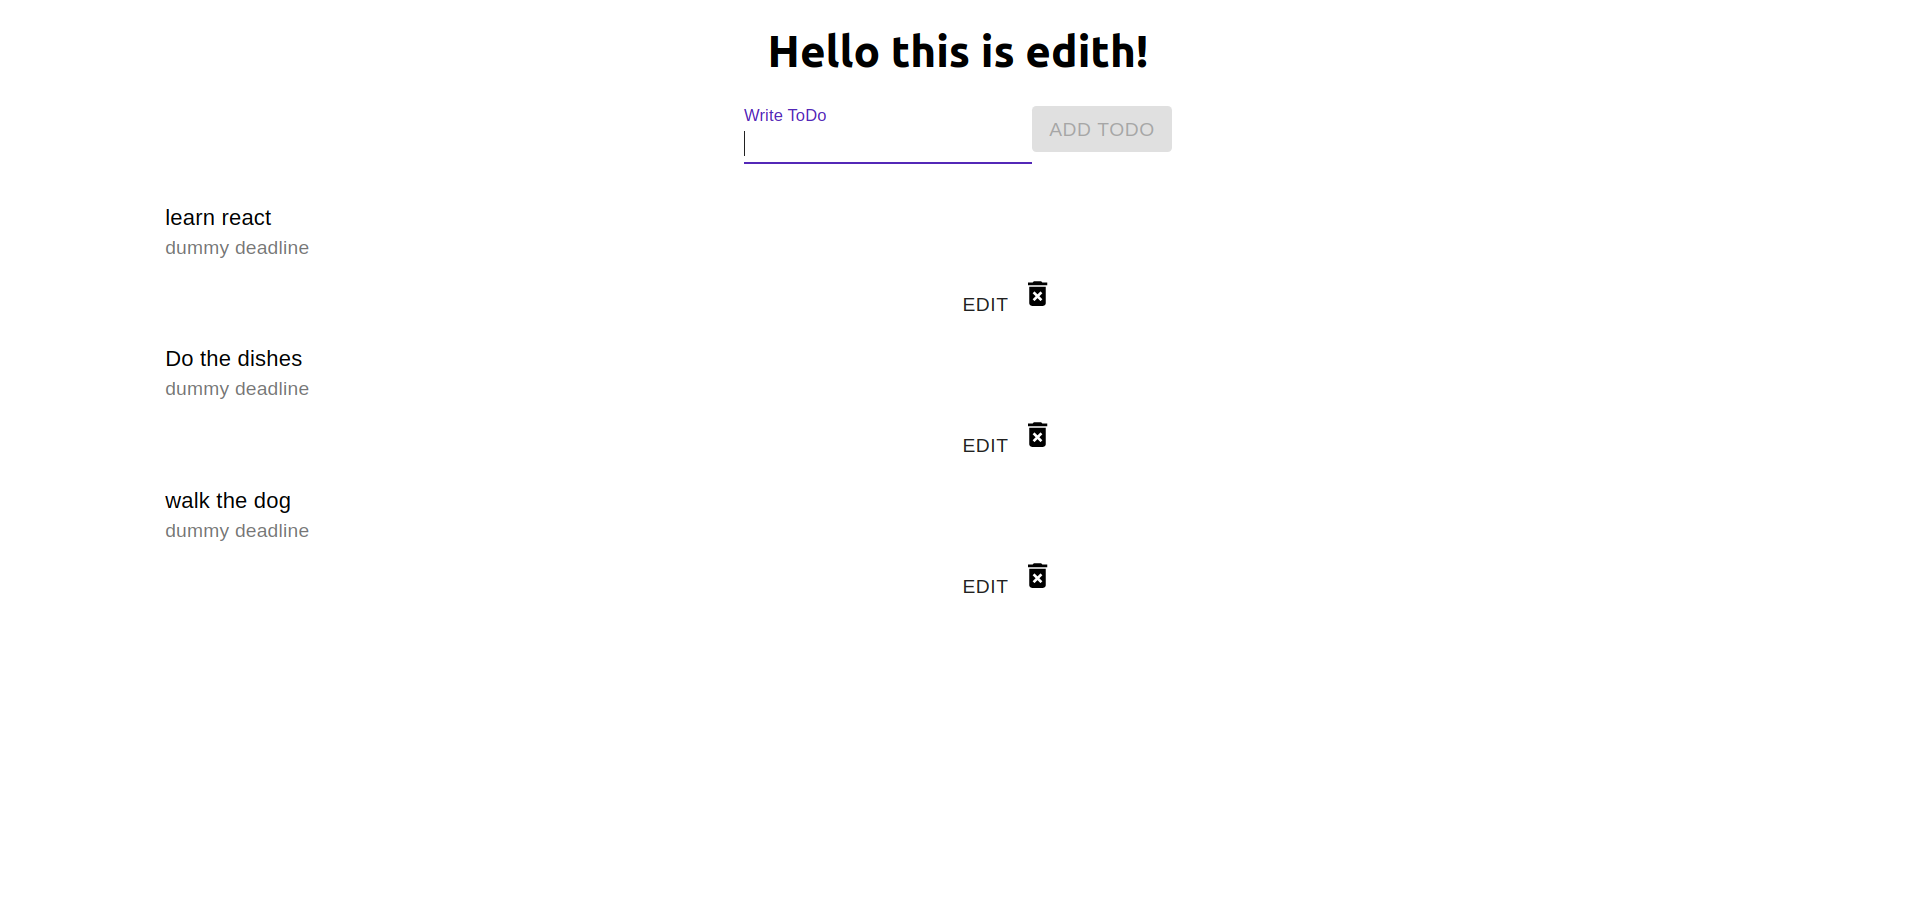 Hello this is edith!
Write ToDo
ADD TODO
learn react
dummy deadline
EDIT
Do the dishes
dummy deadline
EDIT
walk the dog
dummy deadline
EDIT